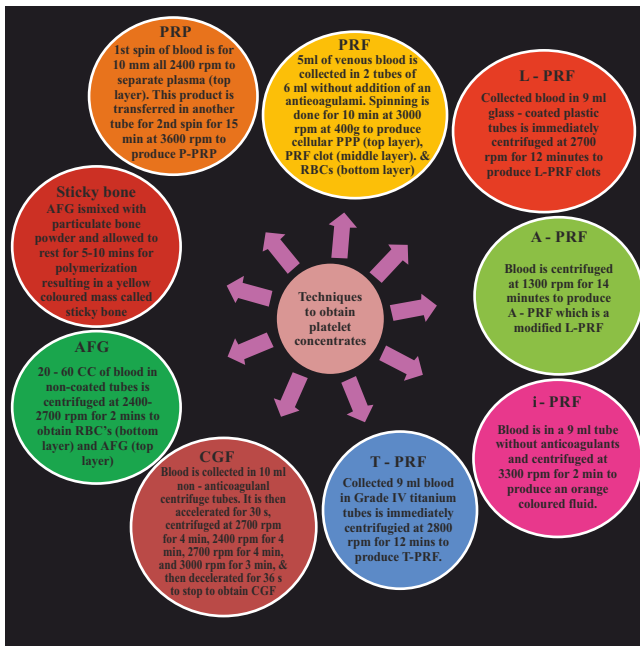 PRP
1st spin of blood is for
10 mm all 2400 rpm to
separate plasma (top
layer). This product is
transferred in another
tube for 2nd spin for 15
min at 3600 rpm to
produce P-PRP
PRF
5ml of venous blood is
collected in 2 tubes of
6 ml without addition of an
antieoagulami. Spinning is
done for 10 min at 3000
rpm at 400g to produce
cellular PPP (top layer),
PRF clot (middle layer). &
RBCs (bottom layer)
L - PRF
Collected blood in 9 ml
glass - coated plastic
tubes is immediately
centrifuged at 2700
rpm for 12 minutes to
produce L-PRF clots
A - PRF
Blood is centrifuged
at 1300 rpm for 14
minutes to produce
A - PRF which is a
modified L-PRF
i - PRF
Blood is in a 9 ml tube
without anticoagulants
and centrifuged at
3300 rpm for 2 min to
produce an orange
coloured fluid.
T - PRF
Collected 9 ml blood
in Grade IV titanium
tubes is immediately
centrifugied at 2800
rpm for 12 mins to
produce T-PRF.
CGF
Blood is collected in 10 ml
non - anticoagulanl
centrifuge tubes. It is then
accelerated for 30 s,
centrifuged at 2700 rpm
for 4 min, 2400 rpm for 4
min, 2700 rpm for 4 min,
and 3000 rpm for 3 min, &
then decelerated for 36 s
to stop to obtain CGF
AFG
20 - 60 CC of blood in
non-coated tubes is
centrifuged at 2400-
2700 rpm for 2 mins to
obtain RBC's (bottom
layer) and AFG (top
layer)
Sticky bone
AFG ismixed with
particulate bone
powder and allowed to
rest for 5-10 mins for
polymerization
resulting in a yellow
coloured mass called
sticky bone
Techniques
to obtain
platelet
concentrates